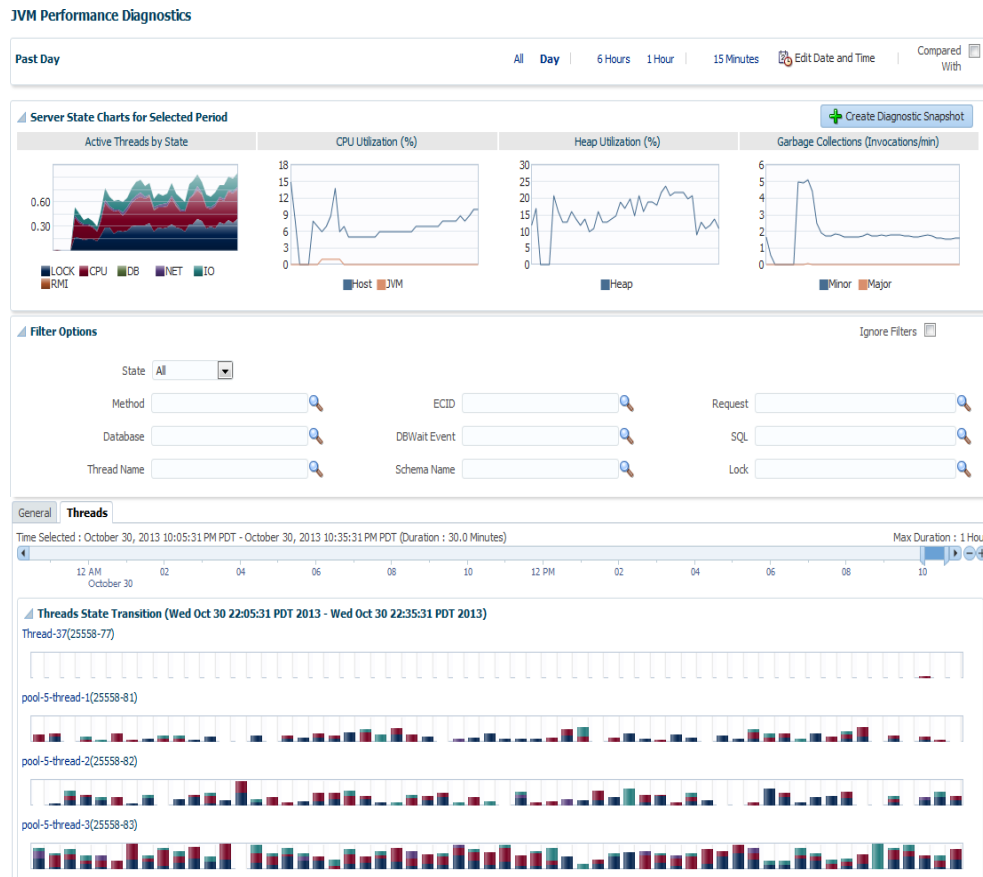 JVM Performance Diagnostics
Past Day
All Day 6 Hours 1 Hour 15 Minutes Edit Date and Time Compared With
Server State Charts for Selected Period
Create Diagnostic Snapshot
Active Threads by State CPU Utilization (%) Heap Utilization (%) Garbage Collections (Invocations/min)
0.60
0.30
LOCK CPU DB NET IO
RMI
18
15
12
9
6
3
0
Host JVM
30
25
20
15
10
5
0
Heap
6
5
4
3
2
1
0
Minor Major
Filter Options
Ignore Filters
State All
Method ECID Request
Database DBWait Event SQL
Thread Name Schema Name Lock
General Threads
Time Selected : October 30, 2013 10:05:31 PM PDT - October 30, 2013 10:35:31 PM PDT (Duration : 30.0 Minutes)
Max Duration : 1 Hou
12 AM 02 04 06 08 10 12 PM 02 04 06 08 10
October 30
Threads State Transition (Wed Oct 30 22:05:31 PDT 2013 - Wed Oct 30 22:35:31 PDT 2013)
Thread-37(25558-77)
pool-5-thread-1(25558-81)
pool-5-thread-2(25558-82)
pool-5-thread-3(25558-83)